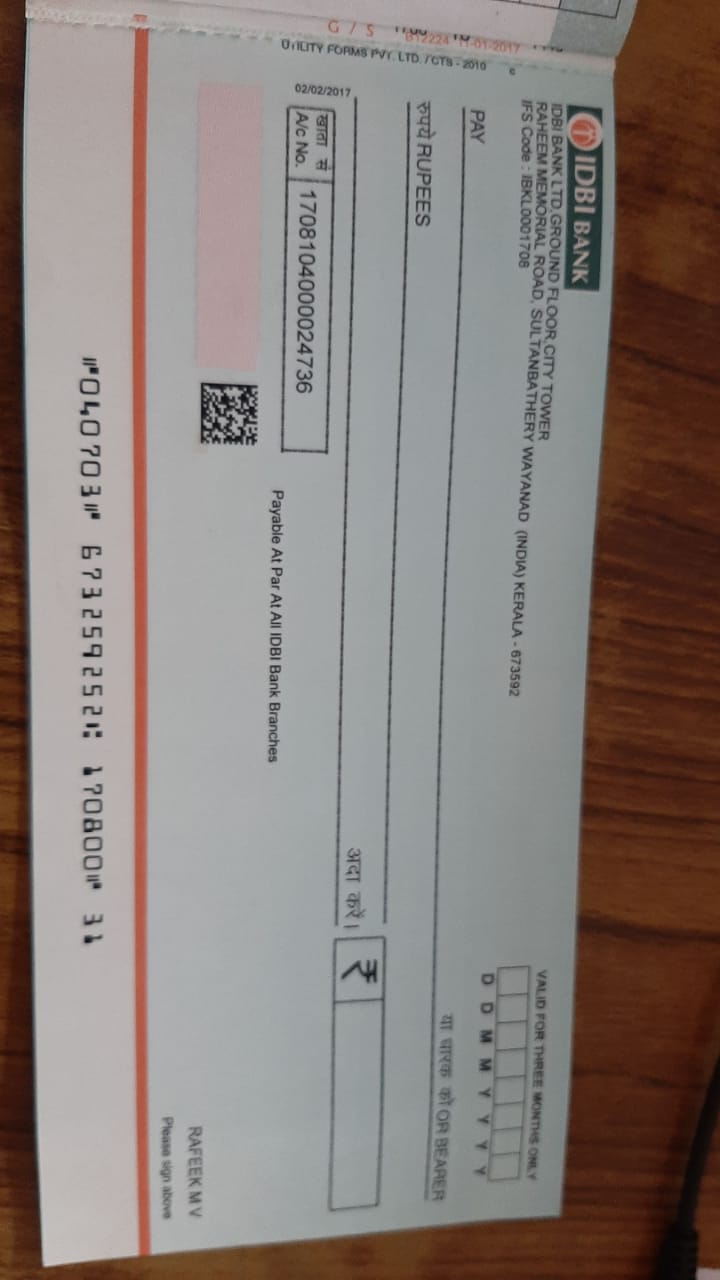 IDBI BANK
IDBI BANK LTD,GROUND FLOOR,CITY TOWER
RAHEEM MEMORIAL ROAD, SULTANBATHERY WAYANAD (INDIA) KERALA - 673592
IFS Code : IBKL0001708
VALID FOR THREE MONTHS ONLY
D D M M Y Y Y Y
PAY
या धारक को OR BEARER
रुपये RUPEES
अदा करें।
₹
02/02/2017
खाता सं
A/c No.
1708104000024736
Payable At Par At All IDBI Bank Branches
RAFEEK M V
Please sign above
⑈040703⑈ 673259252⑆ 170800⑈ 31
UTILITY FORMS PVT. LTD. / CTS - 2010
G / S
B12224 11-01-2017